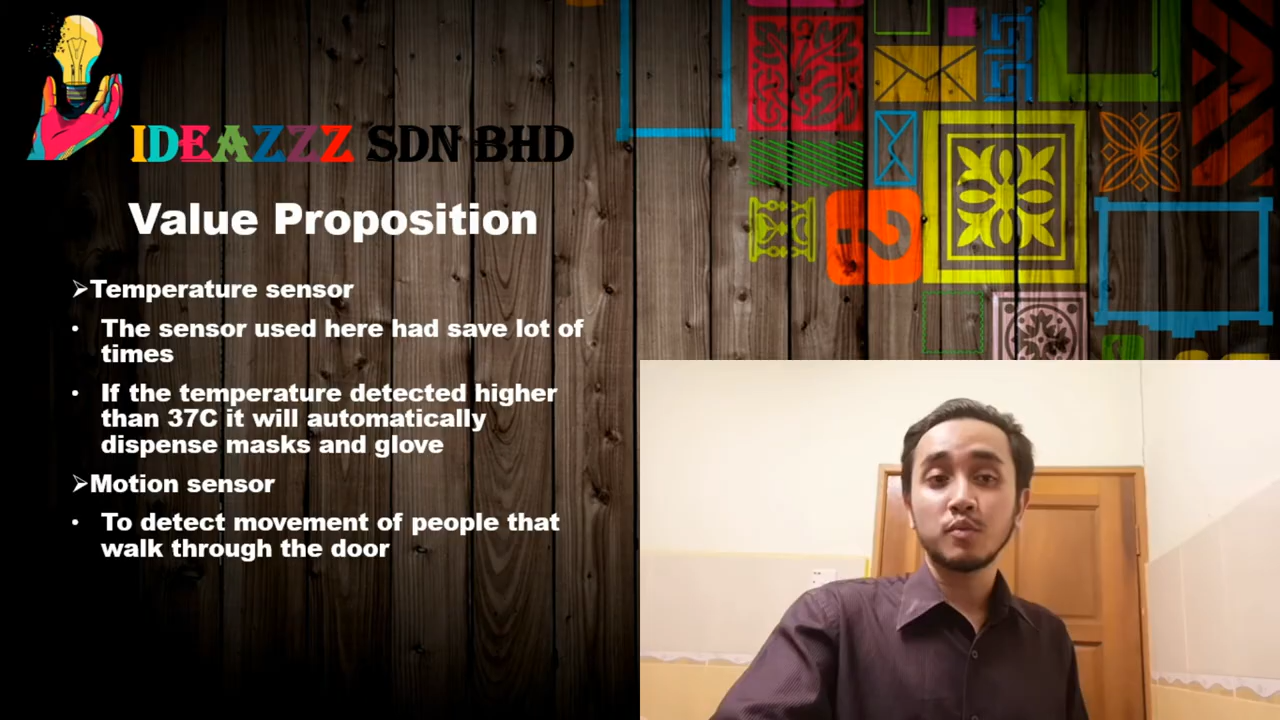 IDEAZZZ SDN BHD
Value Proposition
➢Temperature sensor
• The sensor used here had save lot of
times
• If the temperature detected higher
than 37C it will automatically
dispense masks and glove
➢Motion sensor
• To detect movement of people that
walk through the door